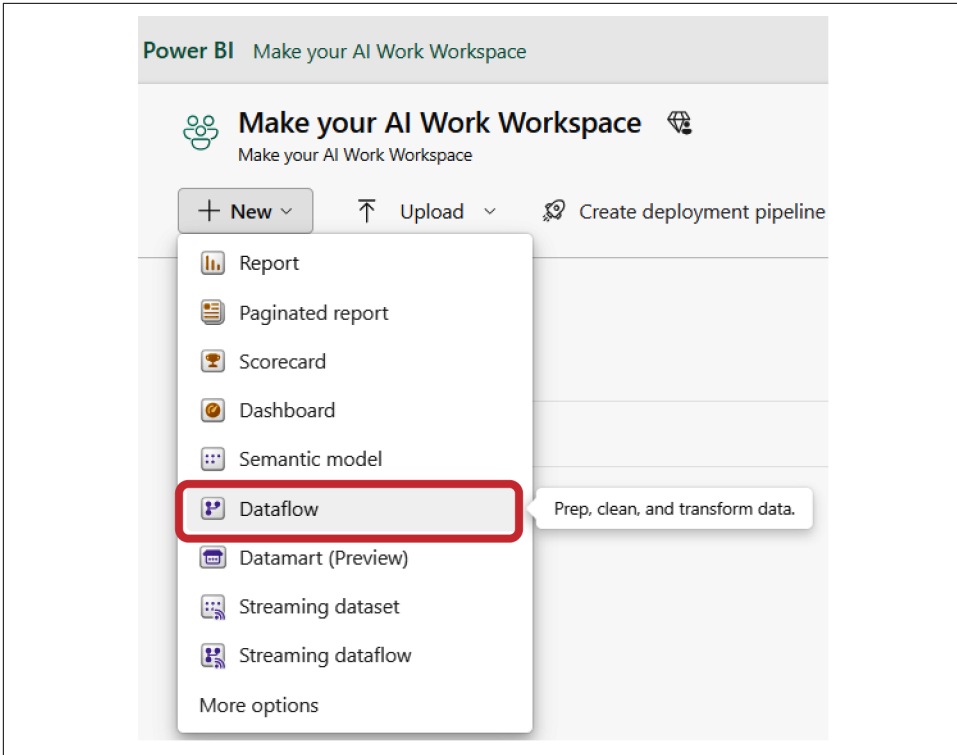 Power BI Make your AI Work Workspace
Make your AI Work Workspace
Make your AI Work Workspace
New Upload Create deployment pipeline
Report
Paginated report
Scorecard
Dashboard
Semantic model
Dataflow Prep, clean, and transform data.
Datamart (Preview)
Streaming dataset
Streaming dataflow
More options